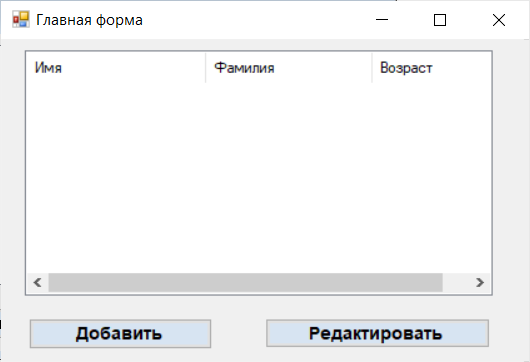 Главная форма
Имя Фамилия Возраст
Добавить Редактировать